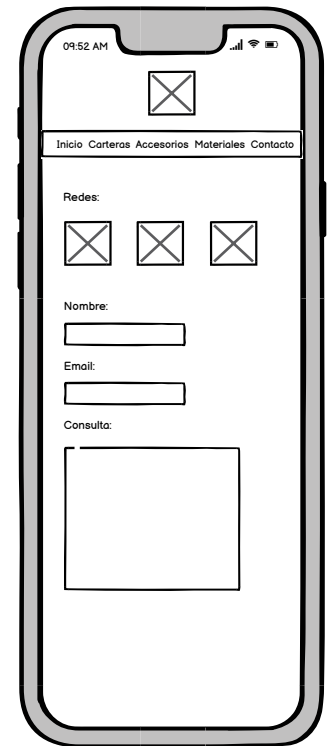 09:52 AM
Inicio Carteras Accesorios Materiales Contacto
Redes:
Nombre:
Email:
Consulta: